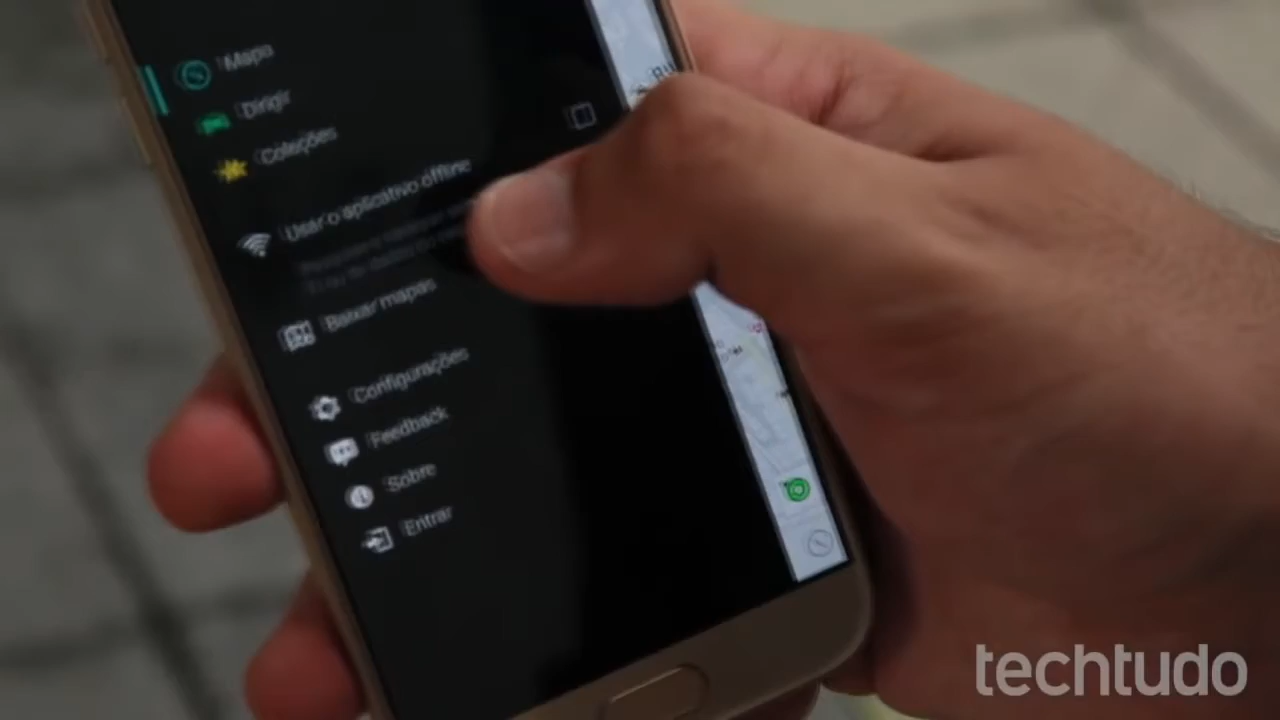 Mapa
Dirigir
Coleções
Usar o aplicativo offline
Baixar mapas
Configurações
Feedback
Sobre
Entrar
techtudo